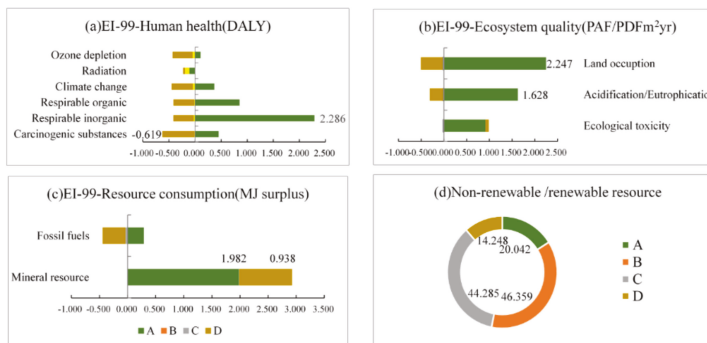 (a)EI-99-Human health(DALY)
Ozone depletion
Radiation
Climate change
Respirable organic
Respirable inorganic
2.286
Carcinogenic substances
-0.619
-1.000 -0.500 0.000 0.500 1.000 1.500 2.000 2.500
(b)EI-99-Ecosystem quality(PAF/PDFm²yr)
2.247
Land occuption
1.628
Acidification/Eutrophicatio
Ecological toxicity
-1.000-0.5000.000 0.500 1.000 1.500 2.000 2.500
(c)EI-99-Resource consumption(MJ surplus)
Fossil fuels
1.982
0.938
Mineral resource
-1.000 0.000 0.500 0.000 0.500 1.000 1.500 2.000 2.500 3.000 3.500
A B C D
(d)Non-renewable /renewable resource
14.248
20.042
44.285
46.359
A
B
C
D